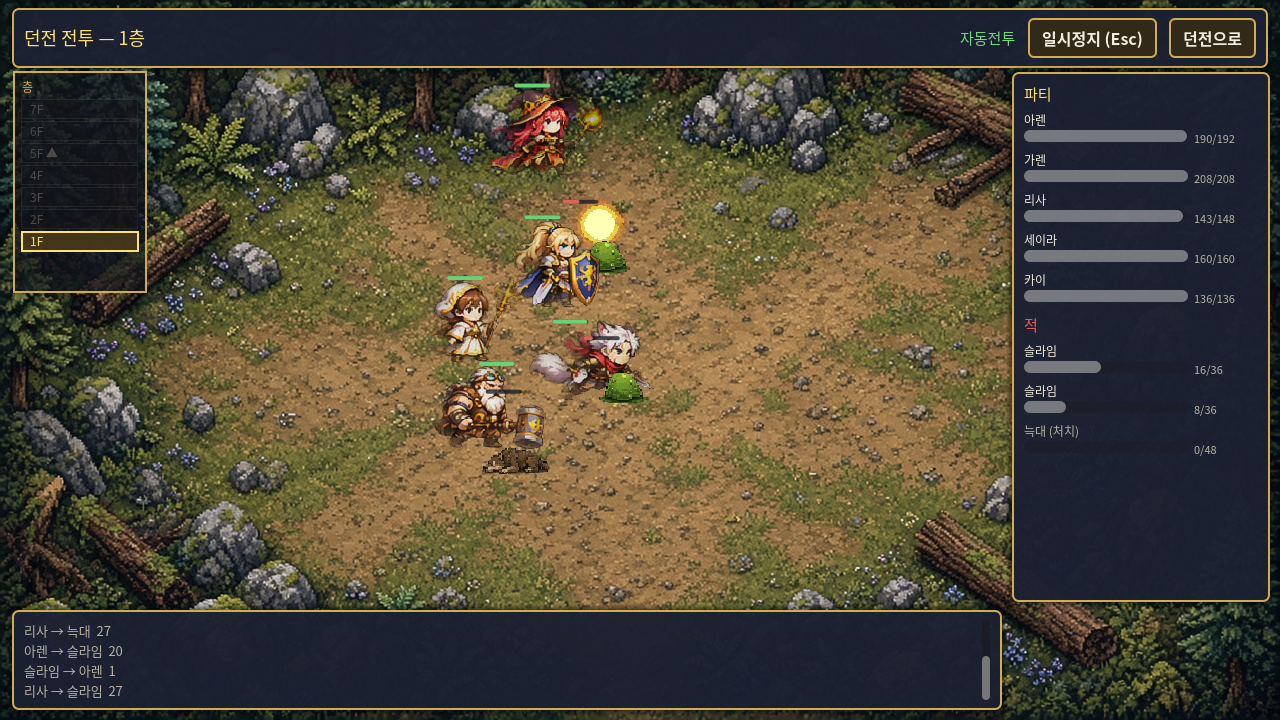 던전 전투 — 1층
자동전투
일시정지 (Esc)
던전으로
층
7F
6F
5F ▲
4F
3F
2F
1F
파티
아렌
190/192
가렌
208/208
리사
143/148
세이라
160/160
카이
136/136
적
슬라임
16/36
슬라임
8/36
늑대 (처치)
0/48
리사 → 늑대 27
아렌 → 슬라임 20
슬라임 → 아렌 1
리사 → 슬라임 27